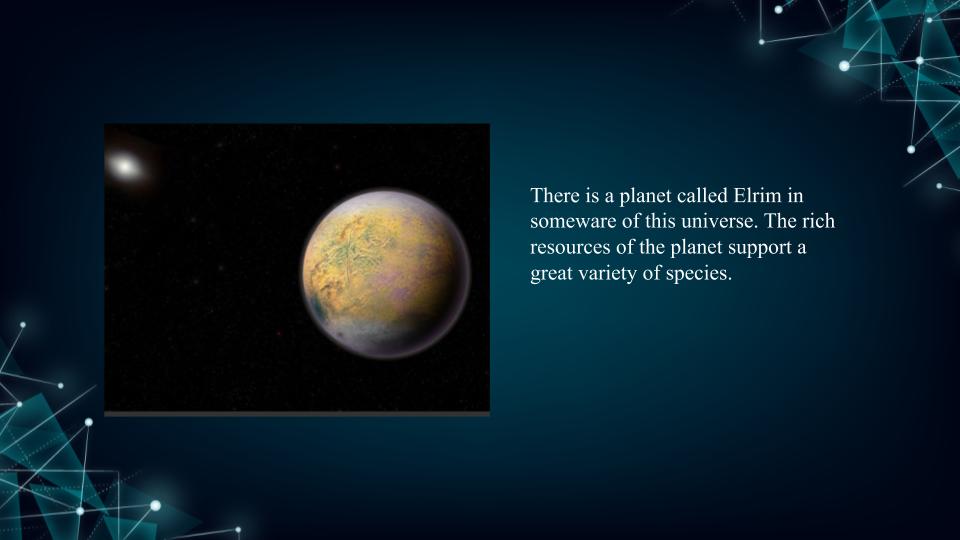 There is a planet called Elrim in
someware of this universe. The rich
resources of the planet support a
great variety of species.